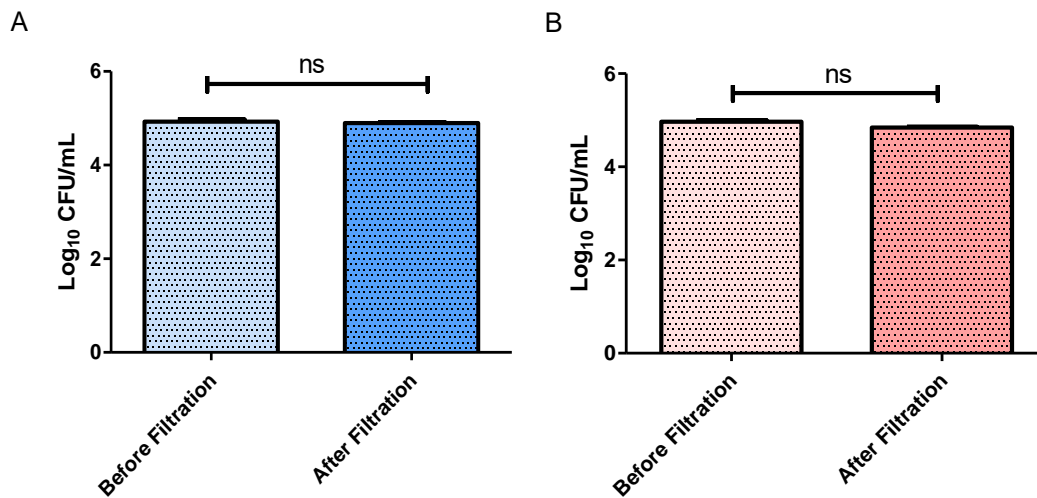 A
ns
6
4
2
0
Log₁₀ CFU/mL
Before Filtration
After Filtration
B
ns
6
4
2
0
Log₁₀ CFU/mL
Before Filtration
After Filtration